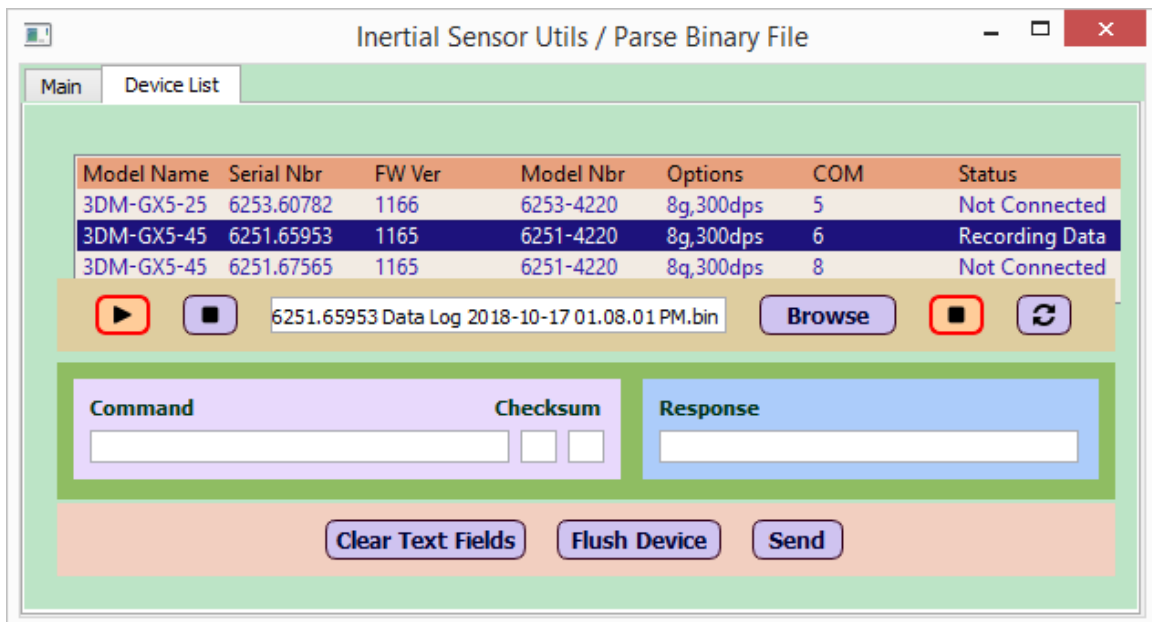 Inertial Sensor Utils / Parse Binary File
Main Device List
Model Name Serial Nbr FW Ver Model Nbr Options COM Status
3DM-GX5-25 6253.60782 1166 6253-4220 8g,300dps 5 Not Connected
3DM-GX5-45 6251.65953 1165 6251-4220 8g,300dps 6 Recording Data
3DM-GX5-45 6251.67565 1165 6251-4220 8g,300dps 8 Not Connected
6251.65953 Data Log 2018-10-17 01.08.01 PM.bin Browse
Command Checksum Response
Clear Text Fields Flush Device Send